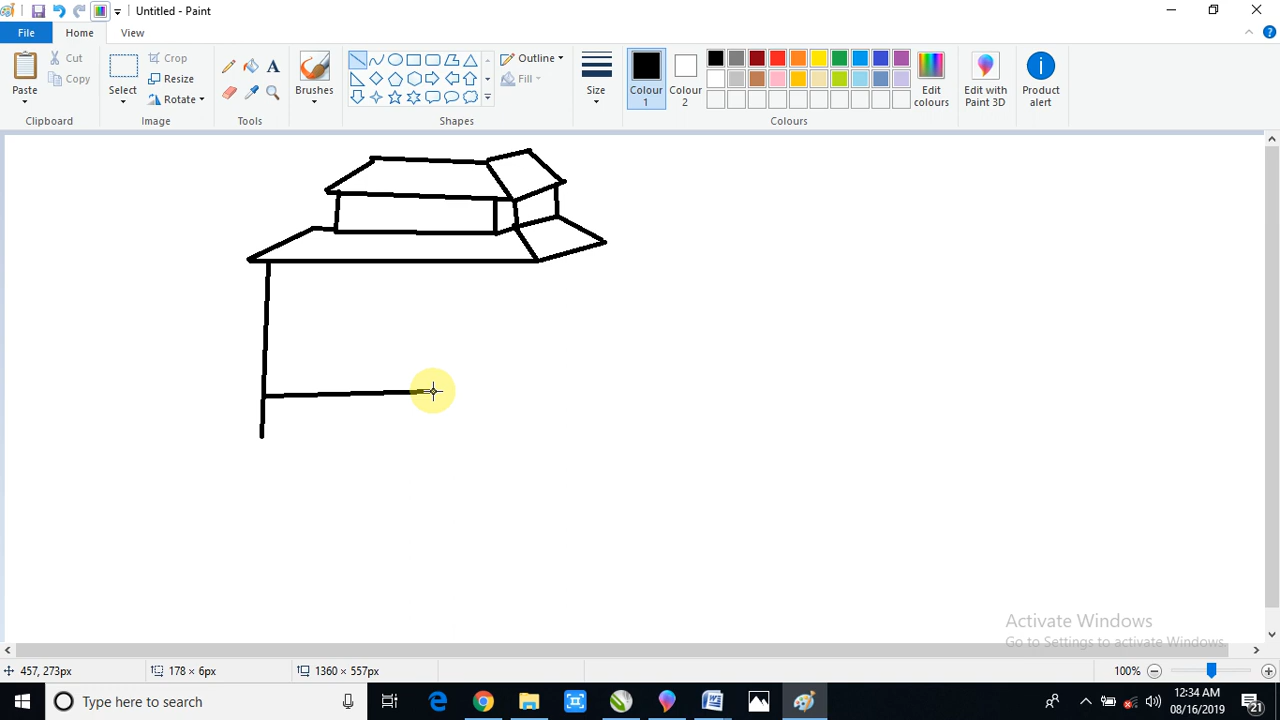 Untitled - Paint
File
Home
View
Paste
Cut
Copy
Clipboard
Select
Crop
Resize
Rotate
Image
A
Tools
Brushes
Shapes
Outline
Fill
Size
Colour
1
Colour
2
Edit
colours
Colours
Edit with
Paint 3D
Product
alert
Activate Windows
Go to Settings to activate Windows.
457, 273px
178 × 6px
1360 × 557px
100%
Type here to search
12:34 AM
08/16/2019
21